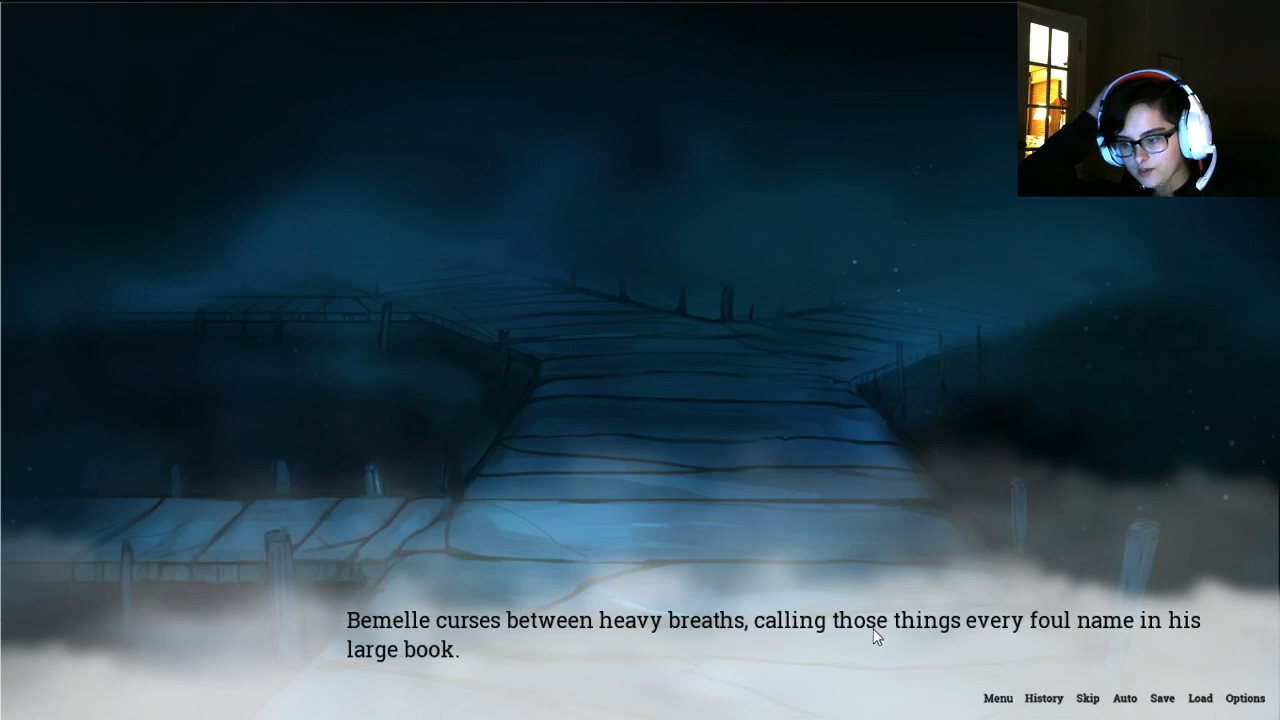 Bemelle curses between heavy breaths, calling those things every foul name in his
large book.
Menu History Skip Auto Save Load Options